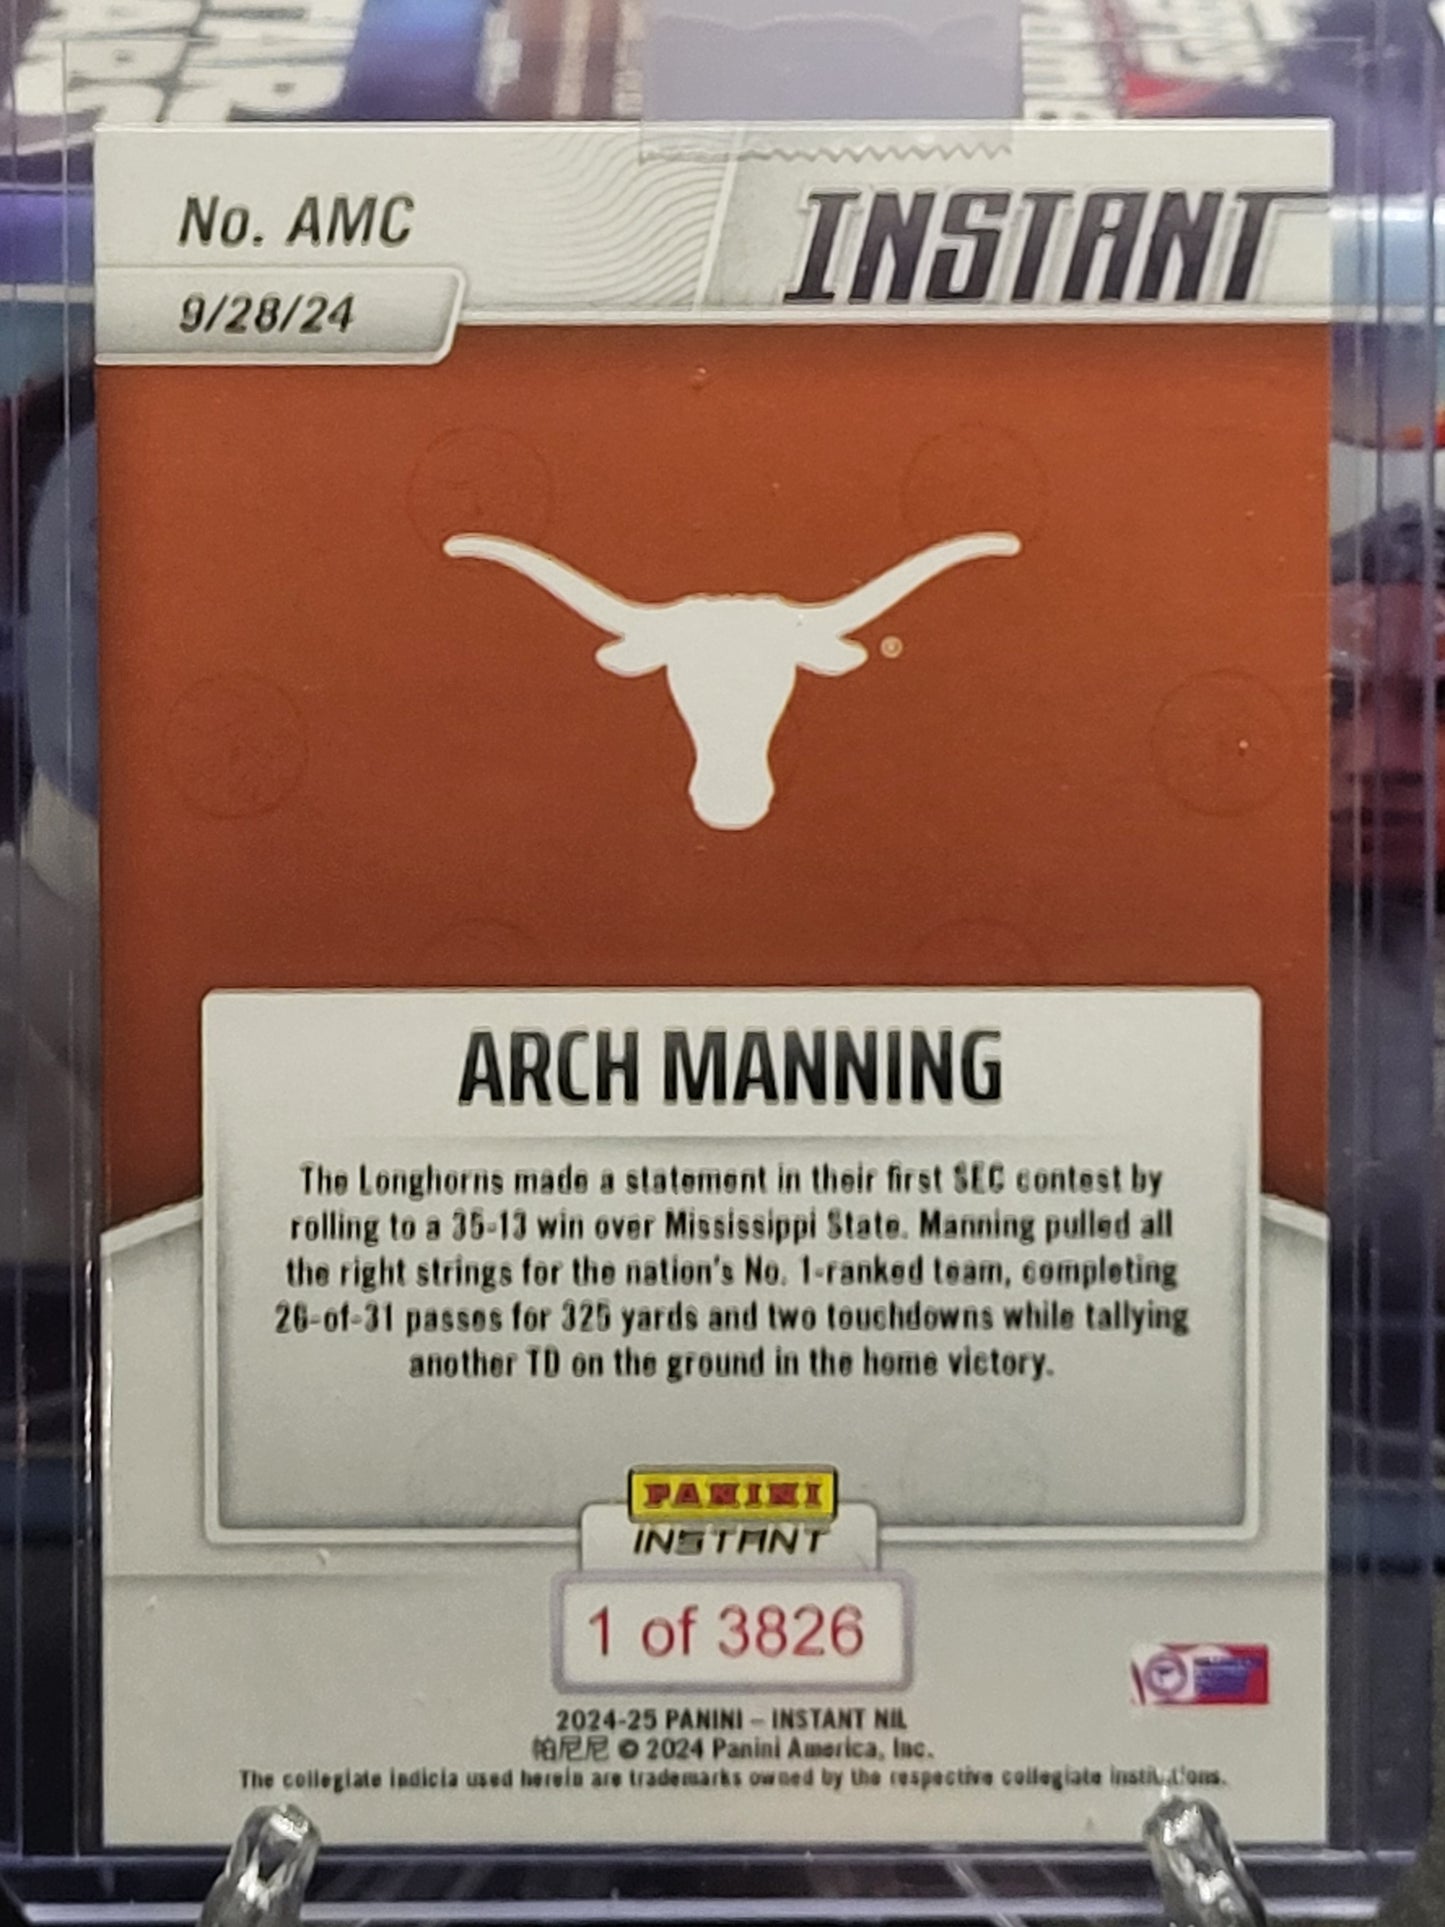 No. AMC
INSTANT
9/28/24
®
ARCH MANNING
The Longhorns made a statement in their first SEC contest by
rolling to a 35-13 win over Mississippi State. Manning pulled all
the right strings for the nation's No. 1-ranked team, completing
26-of-31 passes for 325 yards and two touchdowns while tallying
another TD on the ground in the home victory.
PANINI
INSTANT
1 of 3826
2024-25 PANINI – INSTANT NIL
帕尼尼 © 2024 Panini America, Inc.
The collegiate indicia used herein are trademarks owned by the respective collegiate institutions.